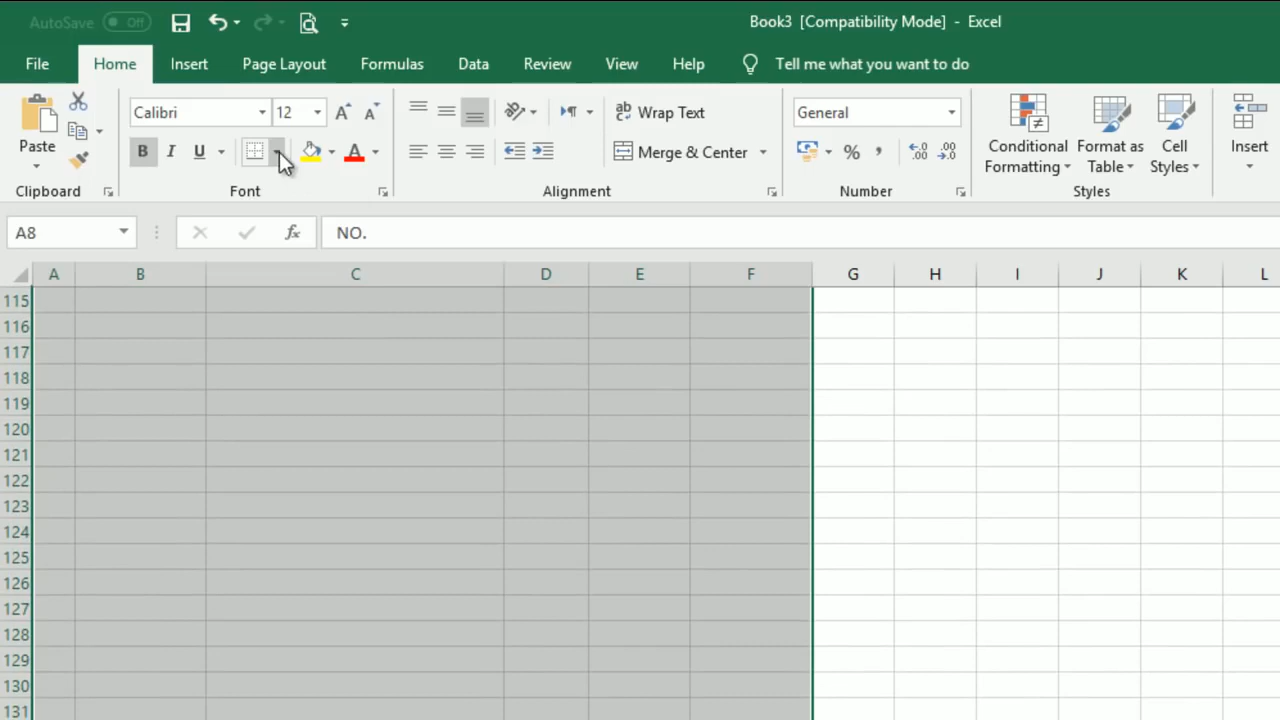 AutoSave Off
Book3 [Compatibility Mode] - Excel
File Home Insert Page Layout Formulas Data Review View Help Tell me what you want to do
Calibri 12
Wrap Text
General
Paste
B I U
A
Merge & Center
% ,
Conditional Formatting
Format as Table
Cell Styles
Insert
Clipboard Font Alignment Number Styles
A8 fx NO.
A B C D E F G H I J K L
115
116
117
118
119
120
121
122
123
124
125
126
127
128
129
130
131